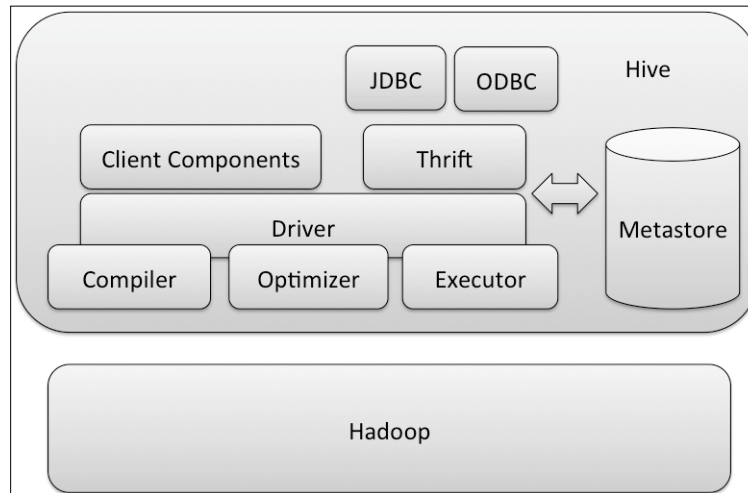 JDBC
ODBC
Hive
Client Components
Thrift
Driver
Metastore
Compiler
Optimizer
Executor
Hadoop